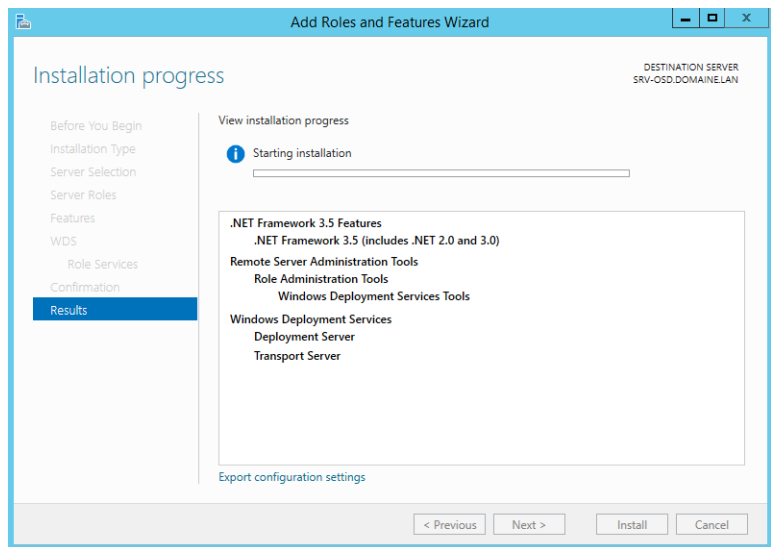 Add Roles and Features Wizard
Installation progress
DESTINATION SERVER
SRV-OSD.DOMAINE.LAN
Before You Begin
Installation Type
Server Selection
Server Roles
Features
WDS
Role Services
Confirmation
Results
View installation progress
Starting installation
.NET Framework 3.5 Features
.NET Framework 3.5 (includes .NET 2.0 and 3.0)
Remote Server Administration Tools
Role Administration Tools
Windows Deployment Services Tools
Windows Deployment Services
Deployment Server
Transport Server
Export configuration settings
< Previous
Next >
Install
Cancel